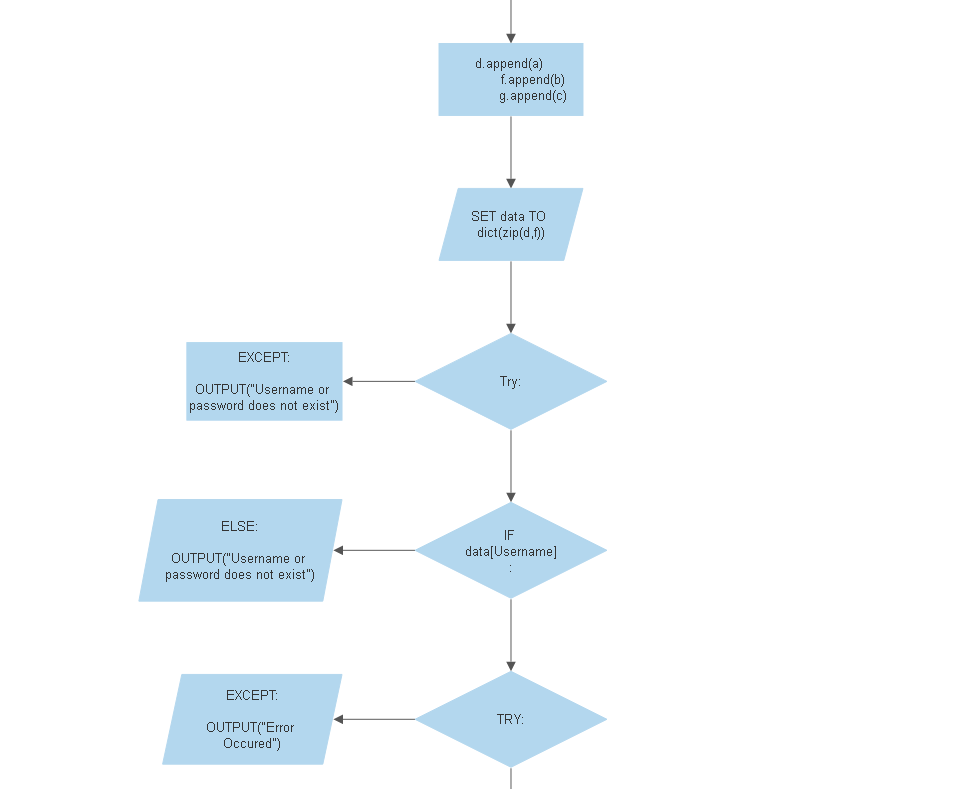 d.append(a)
f.append(b)
g.append(c)
SET data TO
dict(zip(d,f))
EXCEPT:
OUTPUT("Username or
password does not exist")
Try:
ELSE:
OUTPUT("Username or
password does not exist")
IF
data[Username]
:
EXCEPT:
OUTPUT("Error
Occured")
TRY: